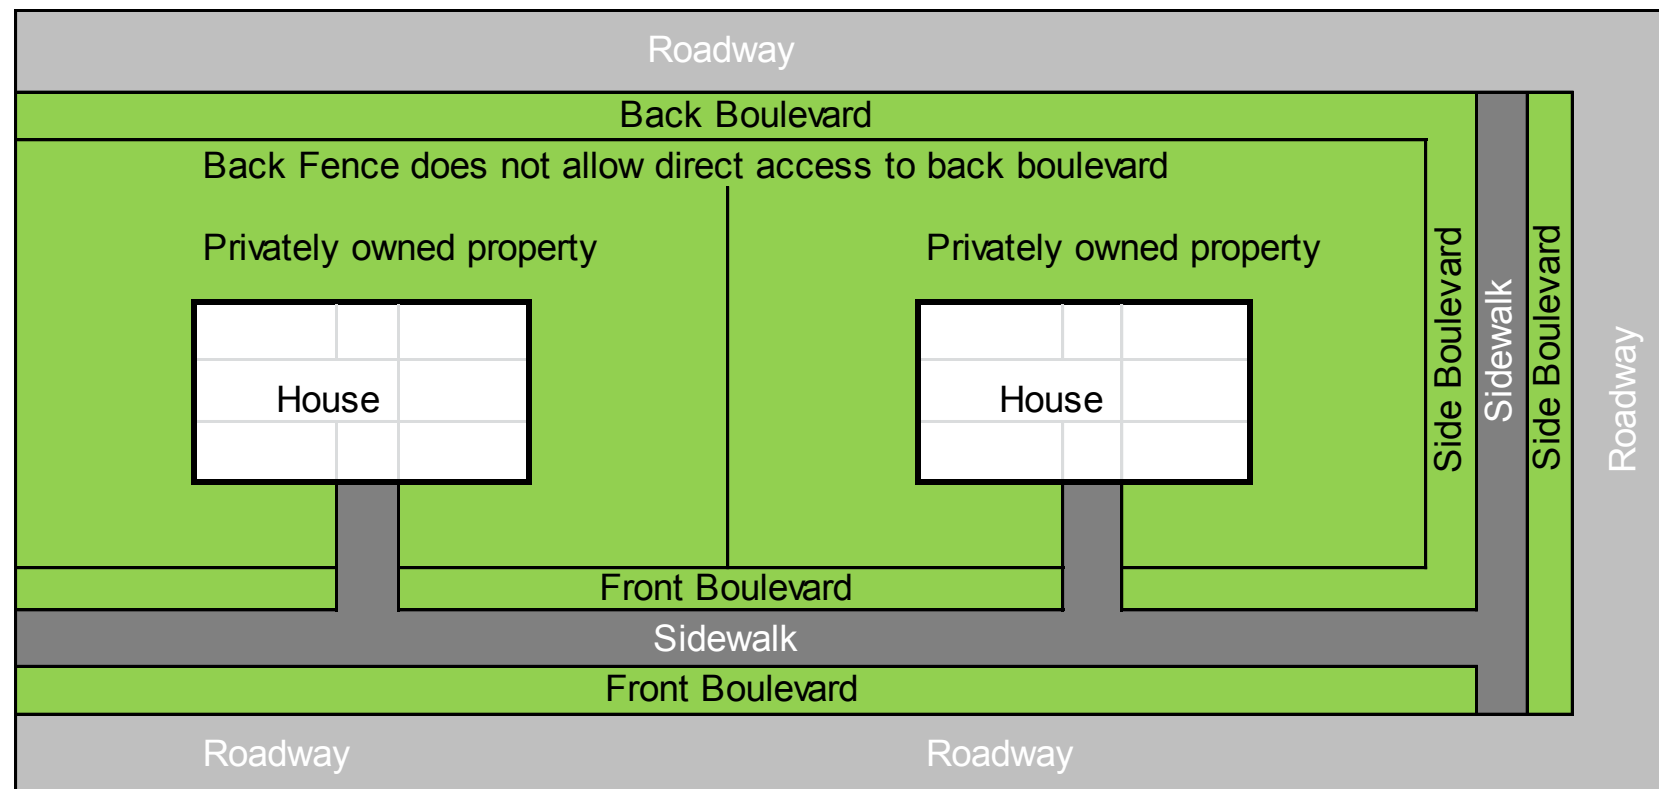 Roadway
Back Boulevard
Back Fence does not allow direct access to back boulevard
Privately owned property
Privately owned property
House
House
Side Boulevard
Sidewalk
Side Boulevard
Roadway
Front Boulevard
Sidewalk
Front Boulevard
Roadway
Roadway